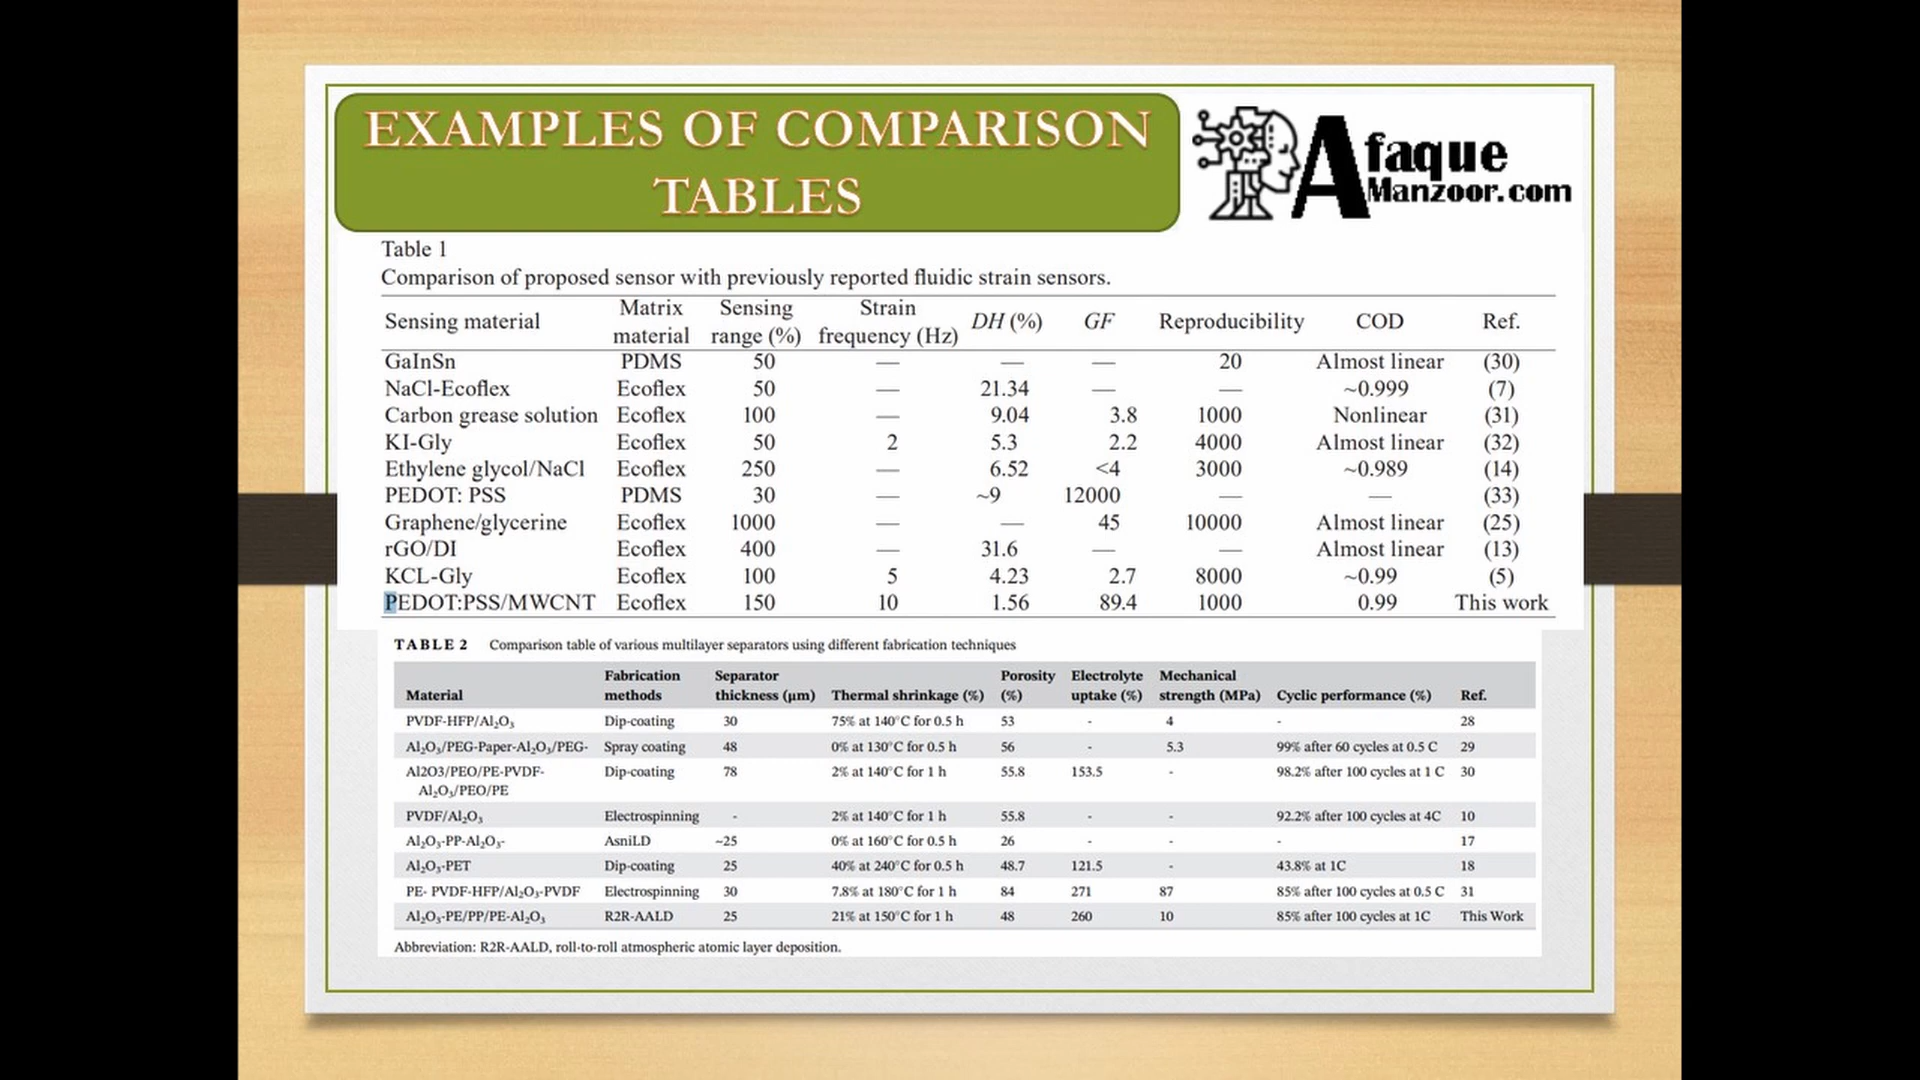 EXAMPLES OF COMPARISON
TABLES
Afaque
Manzoor.com
Table 1
Comparison of proposed sensor with previously reported fluidic strain sensors.
Sensing material Matrix material Sensing range (%) Strain frequency (Hz) DH (%) GF Reproducibility COD Ref.
GaInSn PDMS 50 — — — 20 Almost linear (30)
NaCl-Ecoflex Ecoflex 50 — 21.34 — — ~0.999 (7)
Carbon grease solution Ecoflex 100 — 9.04 3.8 1000 Nonlinear (31)
KI-Gly Ecoflex 50 2 5.3 2.2 4000 Almost linear (32)
Ethylene glycol/NaCl Ecoflex 250 — 6.52 <4 3000 ~0.989 (14)
PEDOT: PSS PDMS 30 — ~9 12000 — — (33)
Graphene/glycerine Ecoflex 1000 — — 45 10000 Almost linear (25)
rGO/DI Ecoflex 400 — 31.6 — — Almost linear (13)
KCL-Gly Ecoflex 100 5 4.23 2.7 8000 ~0.99 (5)
PEDOT:PSS/MWCNT Ecoflex 150 10 1.56 89.4 1000 0.99 This work
TABLE 2 Comparison table of various multilayer separators using different fabrication techniques
Material Fabrication methods Separator thickness (μm) Thermal shrinkage (%) Porosity (%) Electrolyte uptake (%) Mechanical strength (MPa) Cyclic performance (%) Ref.
PVDF-HFP/Al₂O₃ Dip-coating 30 75% at 140°C for 0.5 h 53 - 4 - 28
Al₂O₃/PEG-Paper-Al₂O₃/PEG- Spray coating 48 0% at 130°C for 0.5 h 56 - 5.3 99% after 60 cycles at 0.5 C 29
Al2O3/PEO/PE-PVDF- Dip-coating 78 2% at 140°C for 1 h 55.8 153.5 - 98.2% after 100 cycles at 1 C 30
Al₂O₃/PEO/PE
PVDF/Al₂O₃ Electrospinning - 2% at 140°C for 1 h 55.8 - - 92.2% after 100 cycles at 4C 10
Al₂O₃-PP-Al₂O₃- AsniLD ~25 0% at 160°C for 0.5 h 26 - - - 17
Al₂O₃-PET Dip-coating 25 40% at 240°C for 0.5 h 48.7 121.5 - 43.8% at 1C 18
PE- PVDF-HFP/Al₂O₃-PVDF Electrospinning 30 7.8% at 180°C for 1 h 84 271 87 85% after 100 cycles at 0.5 C 31
Al₂O₃-PE/PP/PE-Al₂O₃ R2R-AALD 25 21% at 150°C for 1 h 48 260 10 85% after 100 cycles at 1C This Work
Abbreviation: R2R-AALD, roll-to-roll atmospheric atomic layer deposition.